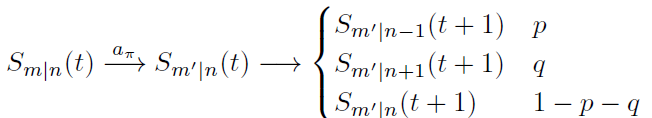 $S_{m|n}(t) \xrightarrow{a_\pi} S_{m'|n}(t) \longrightarrow \begin{cases} S_{m'|n-1}(t+1) & p \\ S_{m'|n+1}(t+1) & q \\ S_{m'|n}(t+1) & 1-p-q \end{cases}$